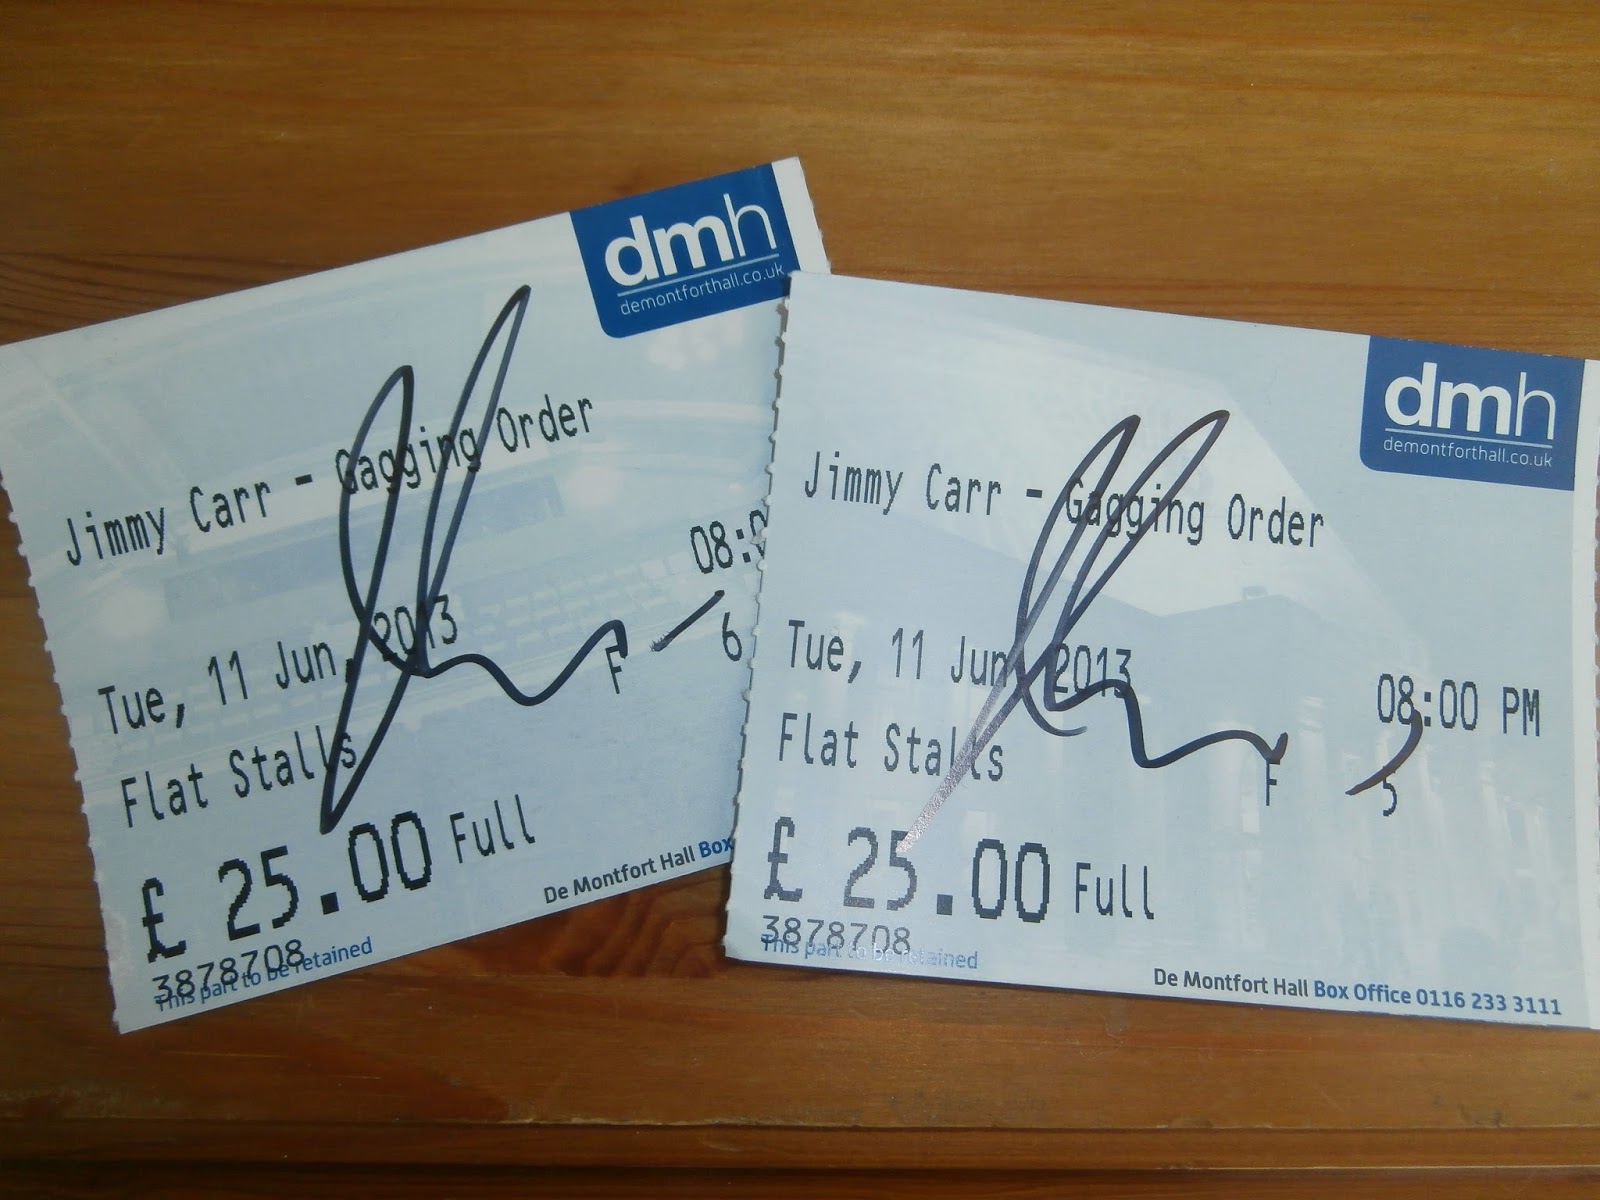 dmh
demontforthall.co.uk
Jimmy Carr - Gagging Order
08:0
Tue, 11 Jun, 2013
F 6
Flat Stalls
£ 25.00 Full
De Montfort Hall Box
3878708
This part to be retained
dmh
demontforthall.co.uk
Jimmy Carr - Gagging Order
Tue, 11 Jun, 2013 08:00 PM
Flat Stalls F 5
£ 25.00 Full
3878708
This part to be retained
De Montfort Hall Box Office 0116 233 3111